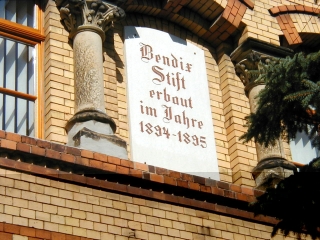 Bendix
Stift
erbaut
im Jahre
1894-1895